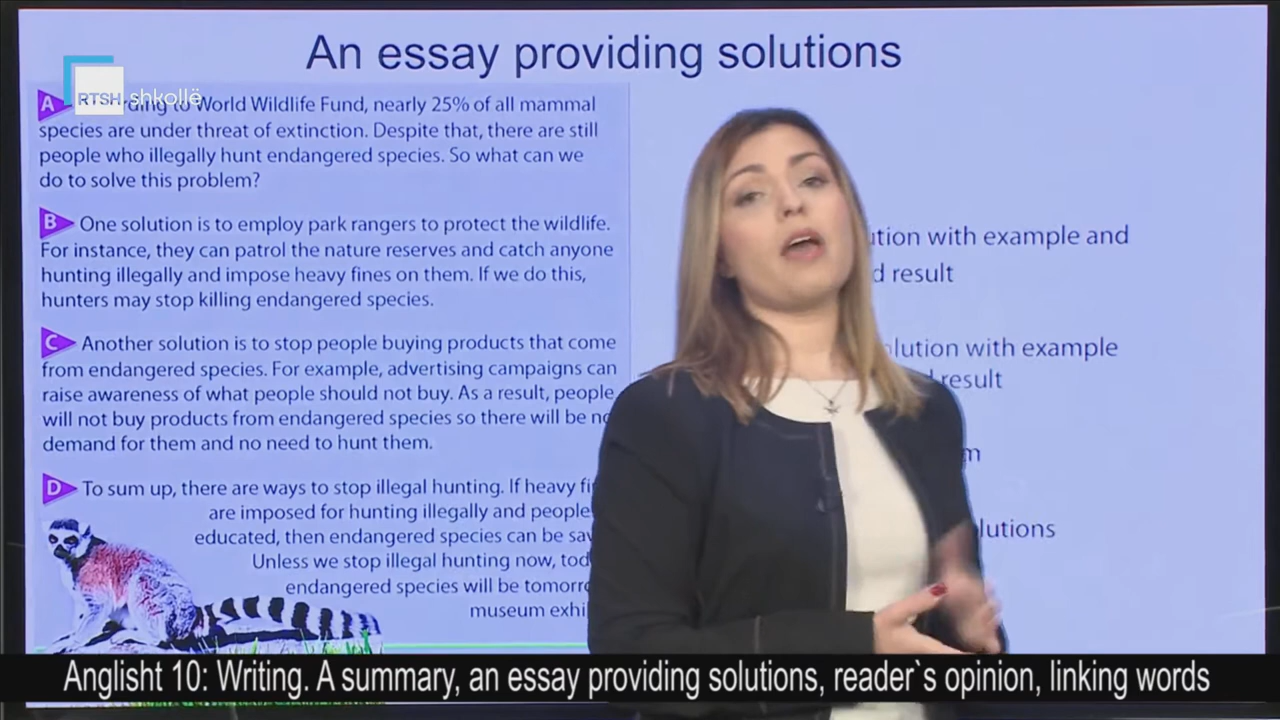 An essay providing solutions
RTSH shkollë
A World Wildlife Fund, nearly 25% of all mammal
species are under threat of extinction. Despite that, there are still
people who illegally hunt endangered species. So what can we
do to solve this problem?
B One solution is to employ park rangers to protect the wildlife.
For instance, they can patrol the nature reserves and catch anyone
hunting illegally and impose heavy fines on them. If we do this,
hunters may stop killing endangered species.
C Another solution is to stop people buying products that come
from endangered species. For example, advertising campaigns can
raise awareness of what people should not buy. As a result, people
will not buy products from endangered species so there will be
demand for them and no need to hunt them.
D To sum up, there are ways to stop illegal hunting. If heavy
are imposed for hunting illegally and people
educated, then endangered species can be
Unless we stop illegal hunting now,
endangered species will be
museum
with example and
result
with example
result
Anglisht 10: Writing. A summary, an essay providing solutions, reader`s opinion, linking words